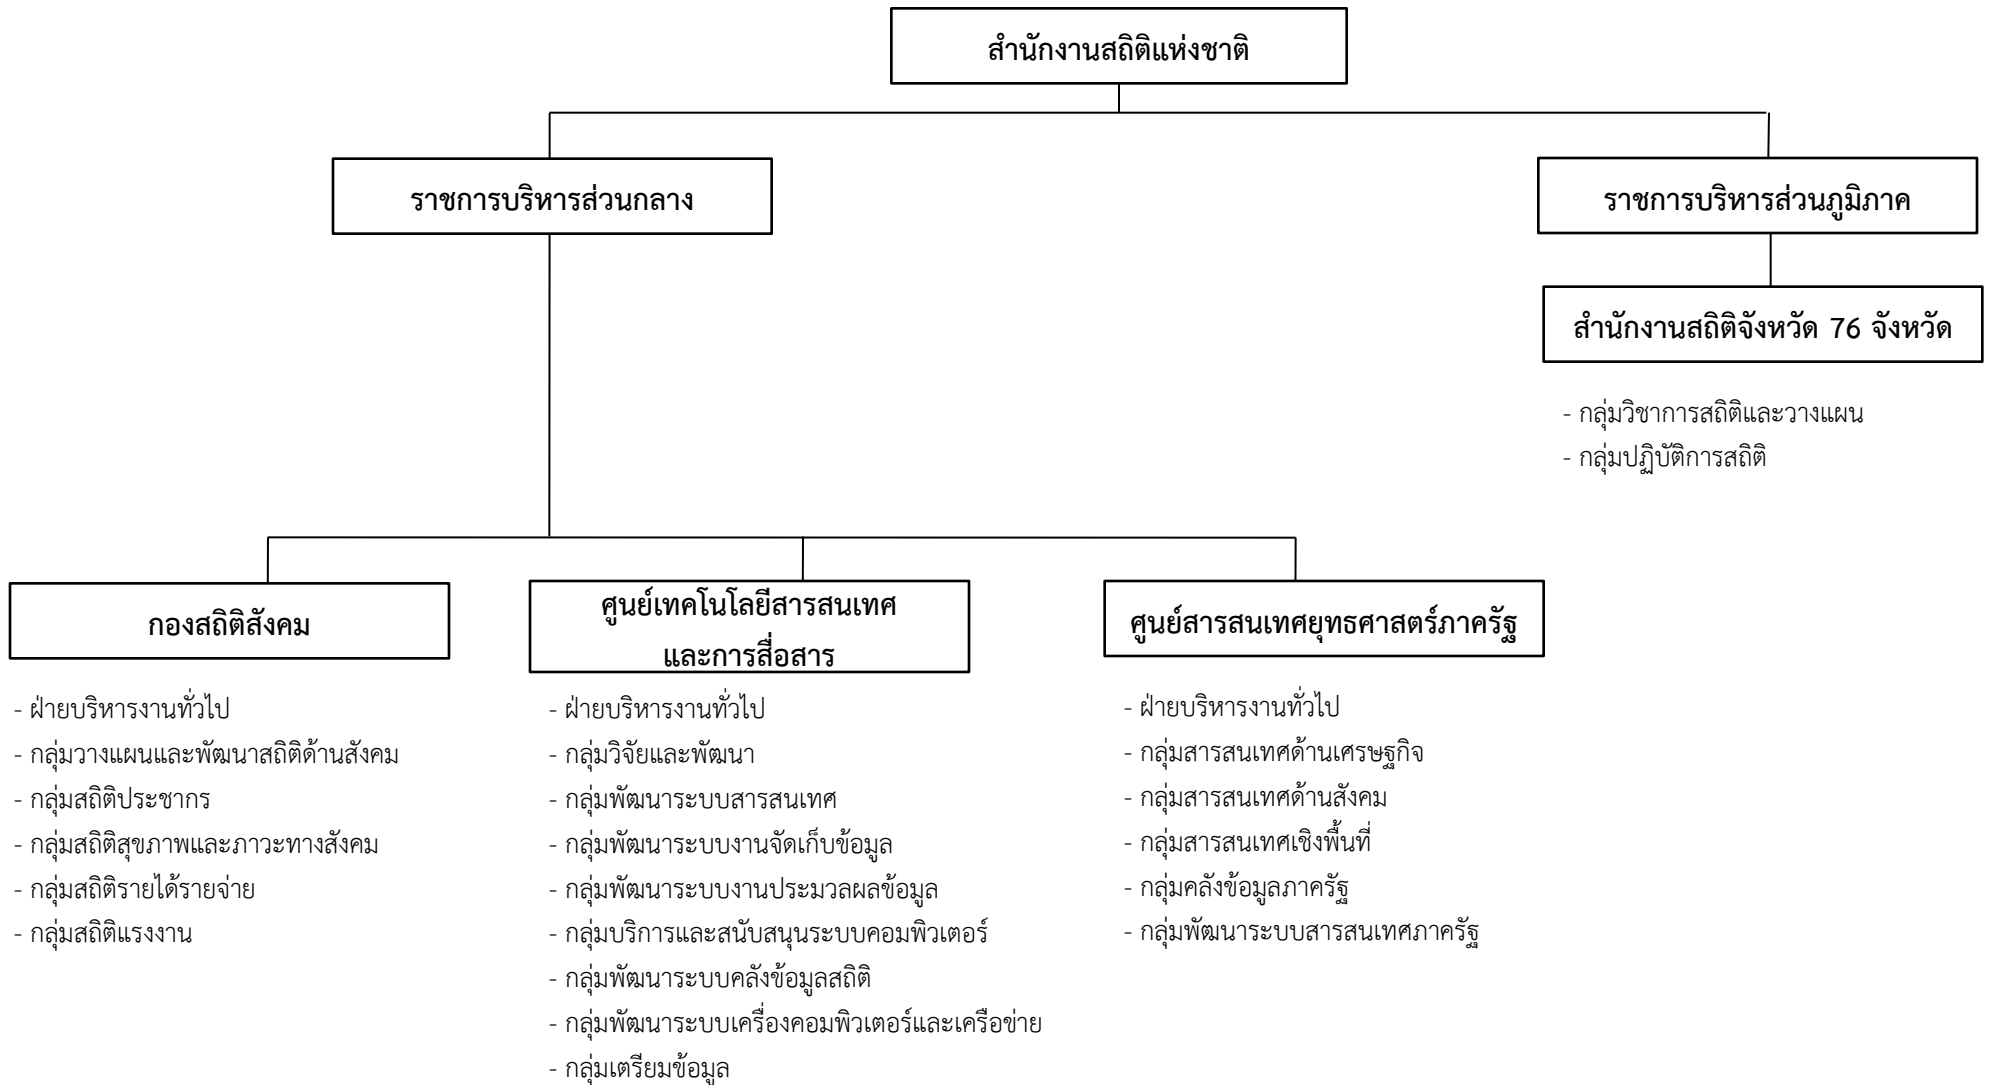 สำนักงานสถิติแห่งชาติ
ราชการบริหารส่วนกลาง
ราชการบริหารส่วนภูมิภาค
สำนักงานสถิติจังหวัด 76 จังหวัด
- กลุ่มวิชาการสถิติและวางแผน
- กลุ่มปฏิบัติการสถิติ
กองสถิติสังคม
- ฝ่ายบริหารงานทั่วไป
- กลุ่มวางแผนและพัฒนาสถิติด้านสังคม
- กลุ่มสถิติประชากร
- กลุ่มสถิติสุขภาพและภาวะทางสังคม
- กลุ่มสถิติรายได้รายจ่าย
- กลุ่มสถิติแรงงาน
ศูนย์เทคโนโลยีสารสนเทศ
และการสื่อสาร
- ฝ่ายบริหารงานทั่วไป
- กลุ่มวิจัยและพัฒนา
- กลุ่มพัฒนาระบบสารสนเทศ
- กลุ่มพัฒนาระบบงานจัดเก็บข้อมูล
- กลุ่มพัฒนาระบบงานประมวลผลข้อมูล
- กลุ่มบริการและสนับสนุนระบบคอมพิวเตอร์
- กลุ่มพัฒนาระบบคลังข้อมูลสถิติ
- กลุ่มพัฒนาระบบเครื่องคอมพิวเตอร์และเครือข่าย
- กลุ่มเตรียมข้อมูล
ศูนย์สารสนเทศยุทธศาสตร์ภาครัฐ
- ฝ่ายบริหารงานทั่วไป
- กลุ่มสารสนเทศด้านเศรษฐกิจ
- กลุ่มสารสนเทศด้านสังคม
- กลุ่มสารสนเทศเชิงพื้นที่
- กลุ่มคลังข้อมูลภาครัฐ
- กลุ่มพัฒนาระบบสารสนเทศภาครัฐ